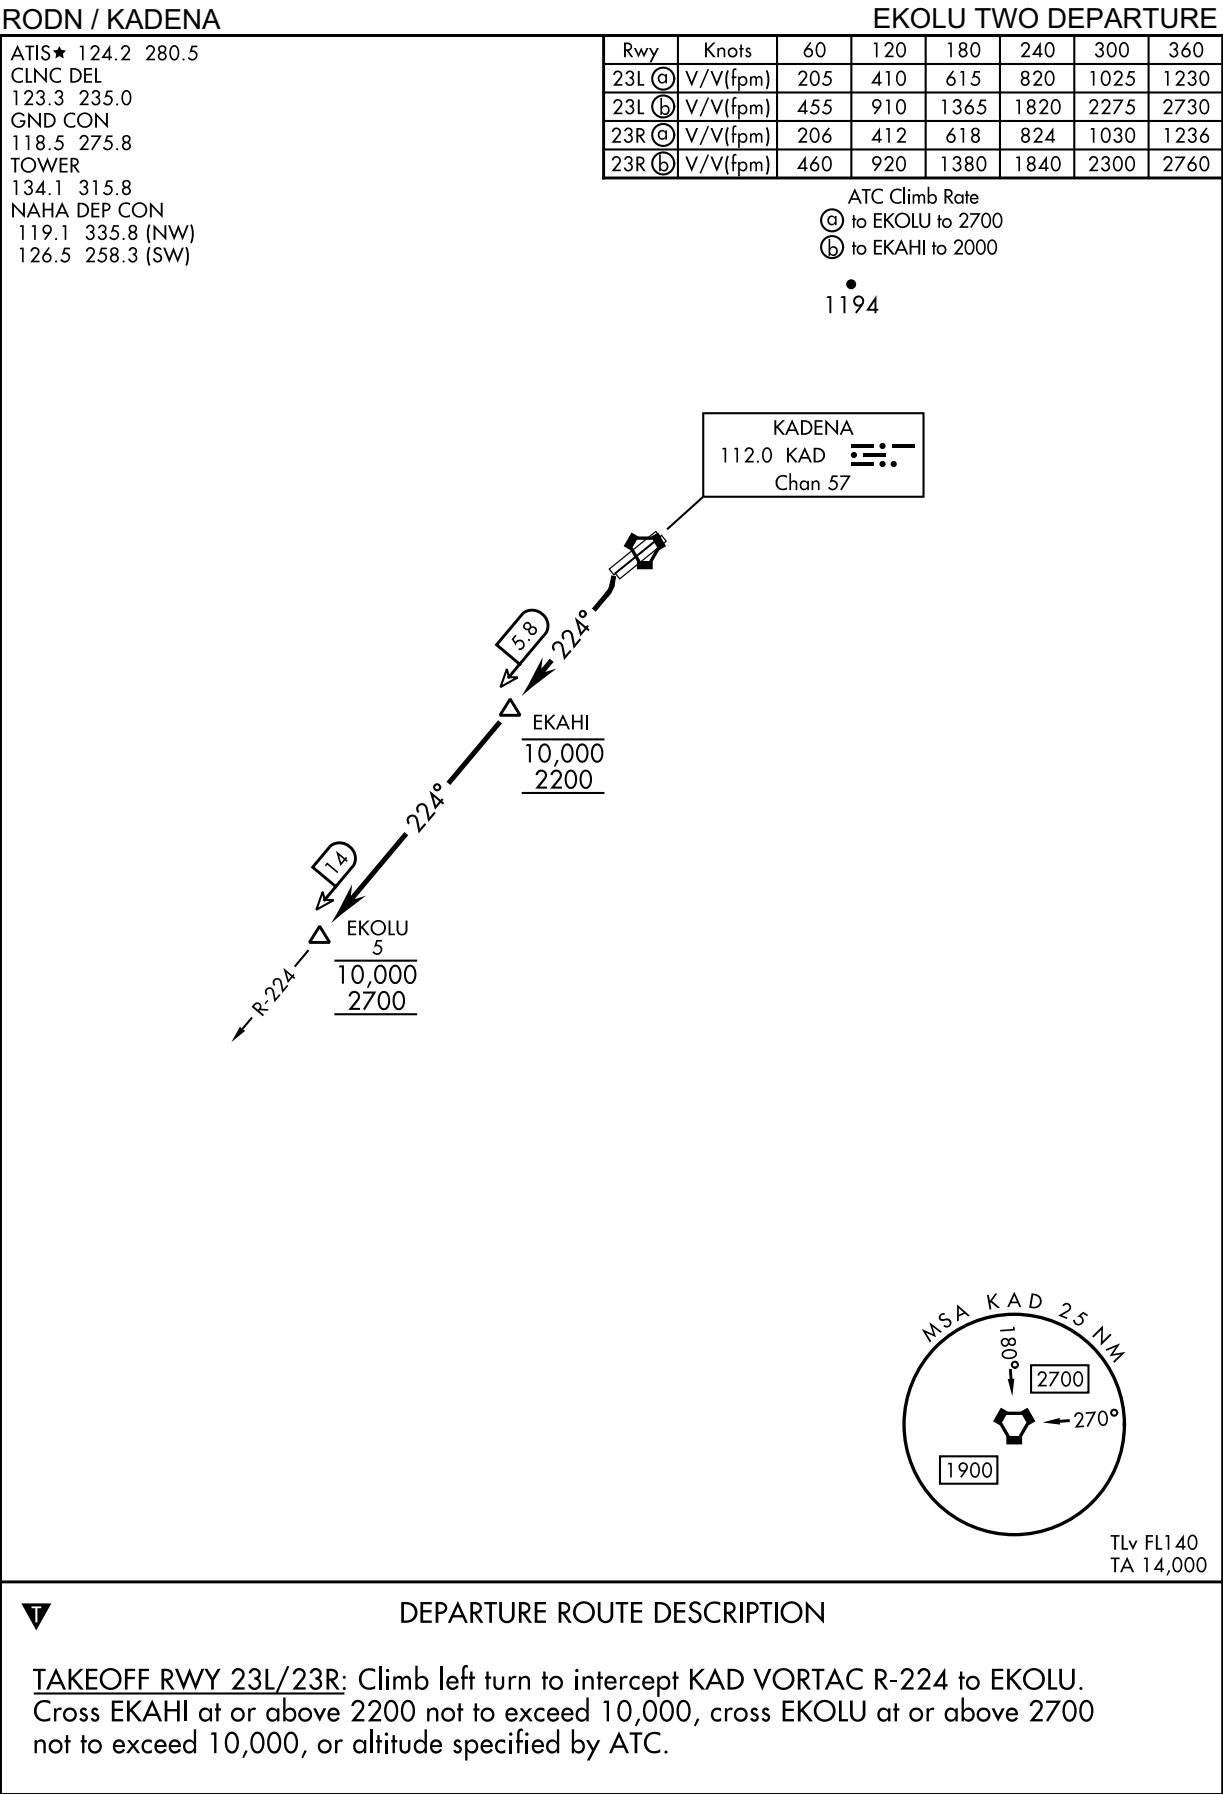 RODN / KADENA
EKOLU TWO DEPARTURE
ATIS★ 124.2 280.5
CLNC DEL
123.3 235.0
GND CON
118.5 275.8
TOWER
134.1 315.8
NAHA DEP CON
119.1 335.8 (NW)
126.5 258.3 (SW)
Rwy Knots 60 120 180 240 300 360
23L ⓐ V/V(fpm) 205 410 615 820 1025 1230
23L ⓑ V/V(fpm) 455 910 1365 1820 2275 2730
23R ⓐ V/V(fpm) 206 412 618 824 1030 1236
23R ⓑ V/V(fpm) 460 920 1380 1840 2300 2760
ATC Climb Rate
ⓐ to EKOLU to 2700
ⓑ to EKAHI to 2000
1194
KADENA
112.0 KAD
Chan 57
5.8
224°
EKAHI
10,000
2200
224°
14
EKOLU
5
10,000
2700
R-224
MSA KAD 25 NM
180°
2700
270°
1900
TLv FL140
TA 14,000
T
DEPARTURE ROUTE DESCRIPTION
TAKEOFF RWY 23L/23R: Climb left turn to intercept KAD VORTAC R-224 to EKOLU.
Cross EKAHI at or above 2200 not to exceed 10,000, cross EKOLU at or above 2700
not to exceed 10,000, or altitude specified by ATC.